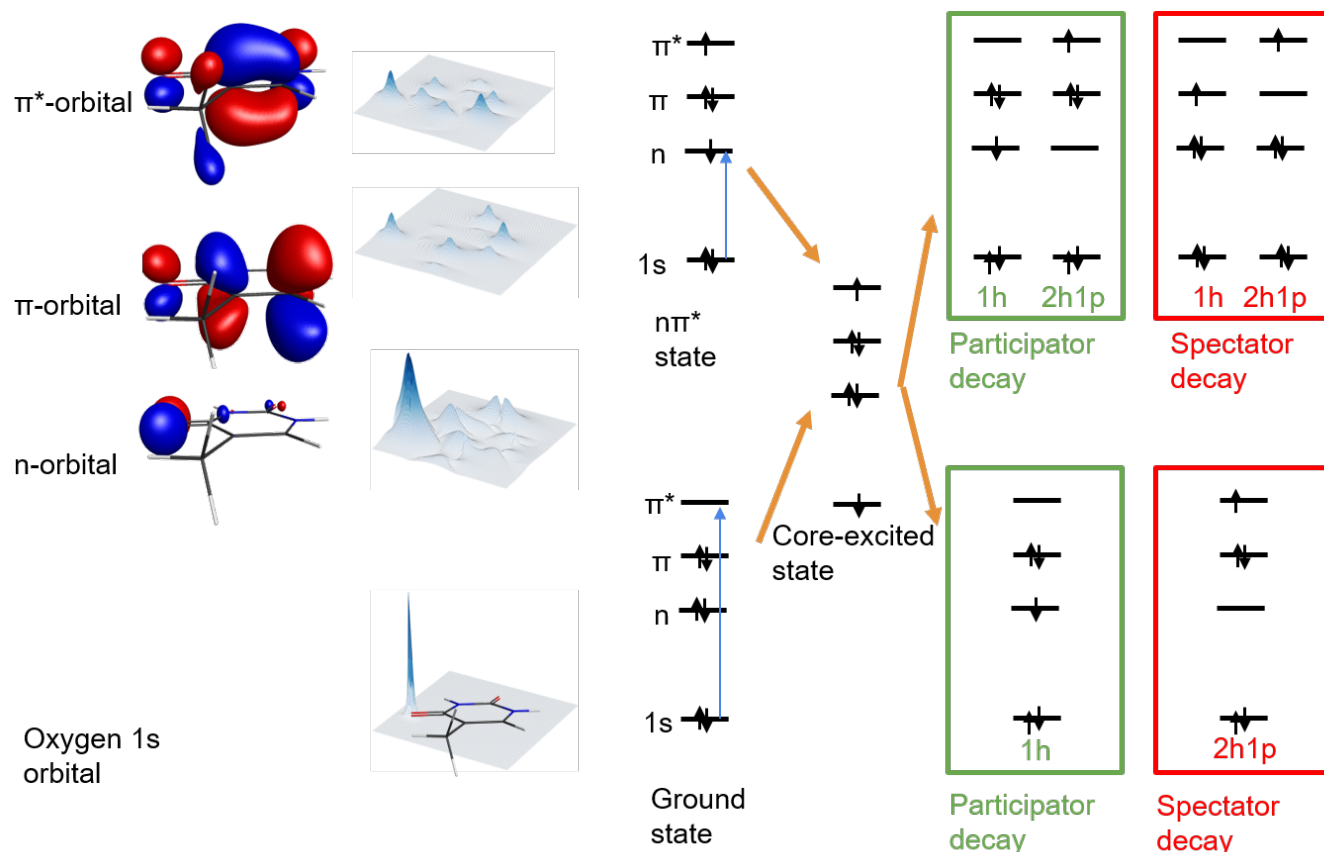 π*-orbital
π-orbital
n-orbital
Oxygen 1s
orbital
π*
π
n
1s
nπ*
state
π*
π
n
1s
Ground
state
Core-excited
state
1h 2h1p
Participator
decay
1h 2h1p
Spectator
decay
1h
Participator
decay
2h1p
Spectator
decay